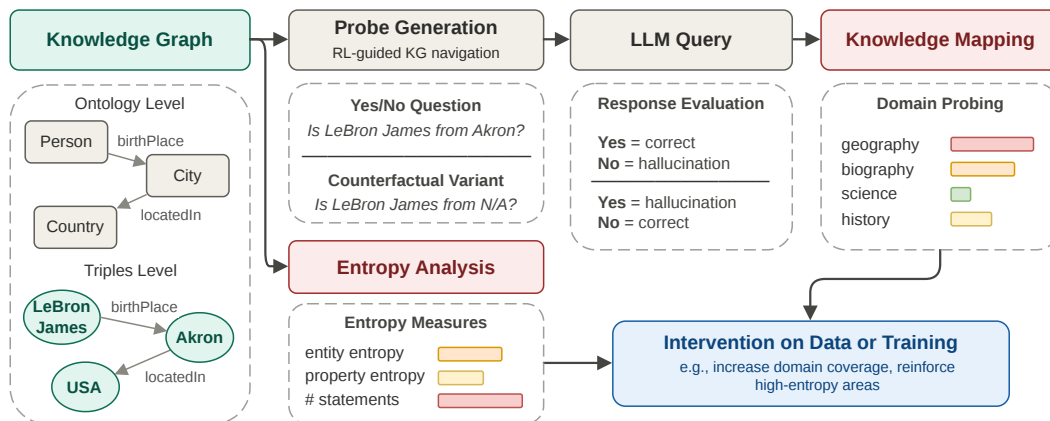 Knowledge Graph
Probe Generation
RL-guided KG navigation
LLM Query
Knowledge Mapping
Ontology Level
Person
birthPlace
City
locatedIn
Country
Triples Level
LeBron
James
birthPlace
Akron
locatedIn
USA
Yes/No Question
Is LeBron James from Akron?
Counterfactual Variant
Is LeBron James from N/A?
Response Evaluation
Yes = correct
No = hallucination
Yes = hallucination
No = correct
Domain Probing
geography
biography
science
history
Entropy Analysis
Entropy Measures
entity entropy
property entropy
# statements
Intervention on Data or Training
e.g., increase domain coverage, reinforce
high-entropy areas